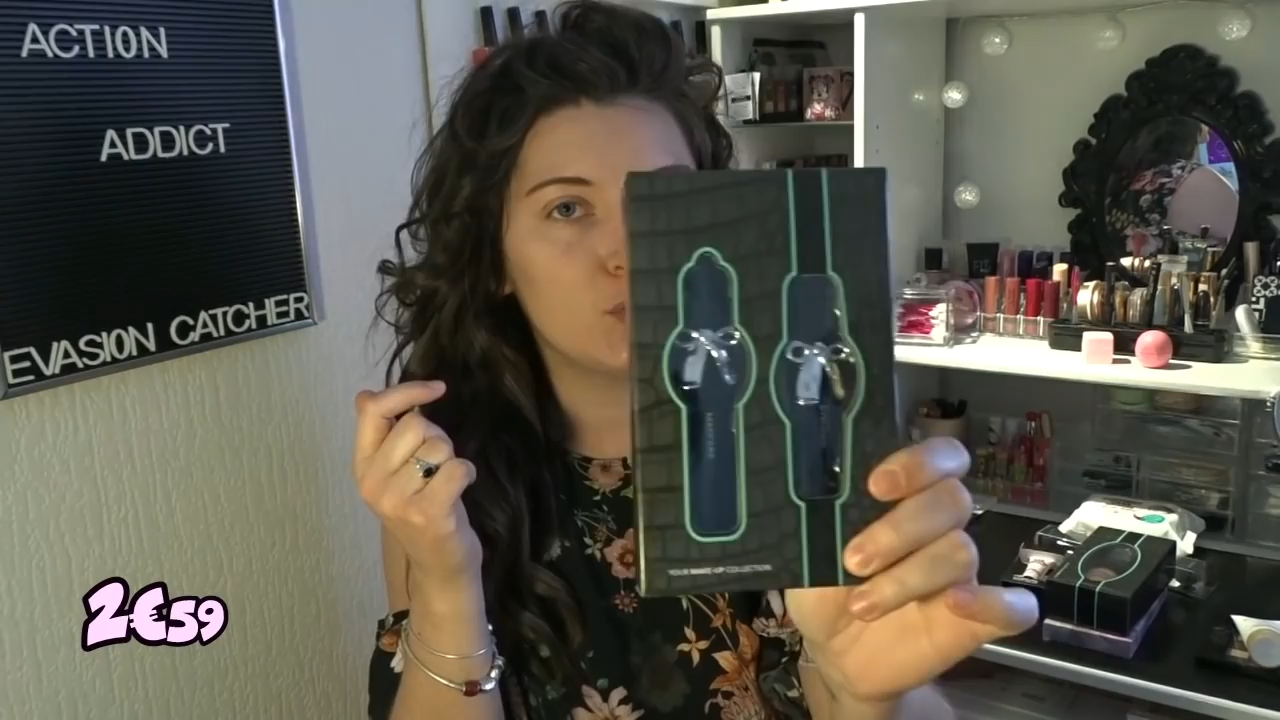 ACTION
ADDICT
EVASION CATCHER
YOUR MAKE-UP COLLECTION
2€59